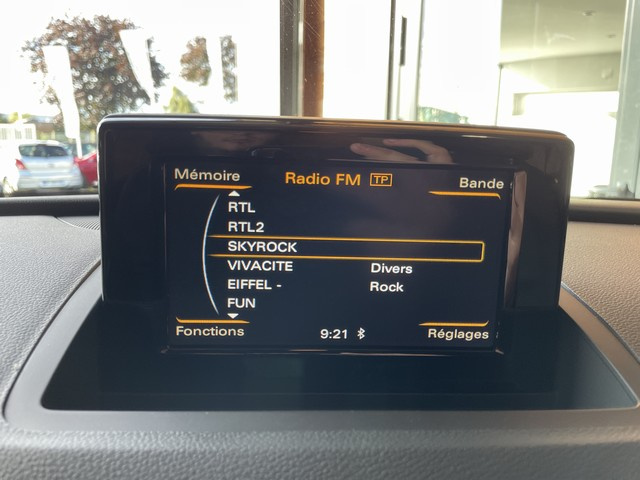 Mémoire
Radio FM TP
Bande
RTL
RTL2
SKYROCK
VIVACITE Divers
EIFFEL - Rock
FUN
Fonctions
9:21
Réglages